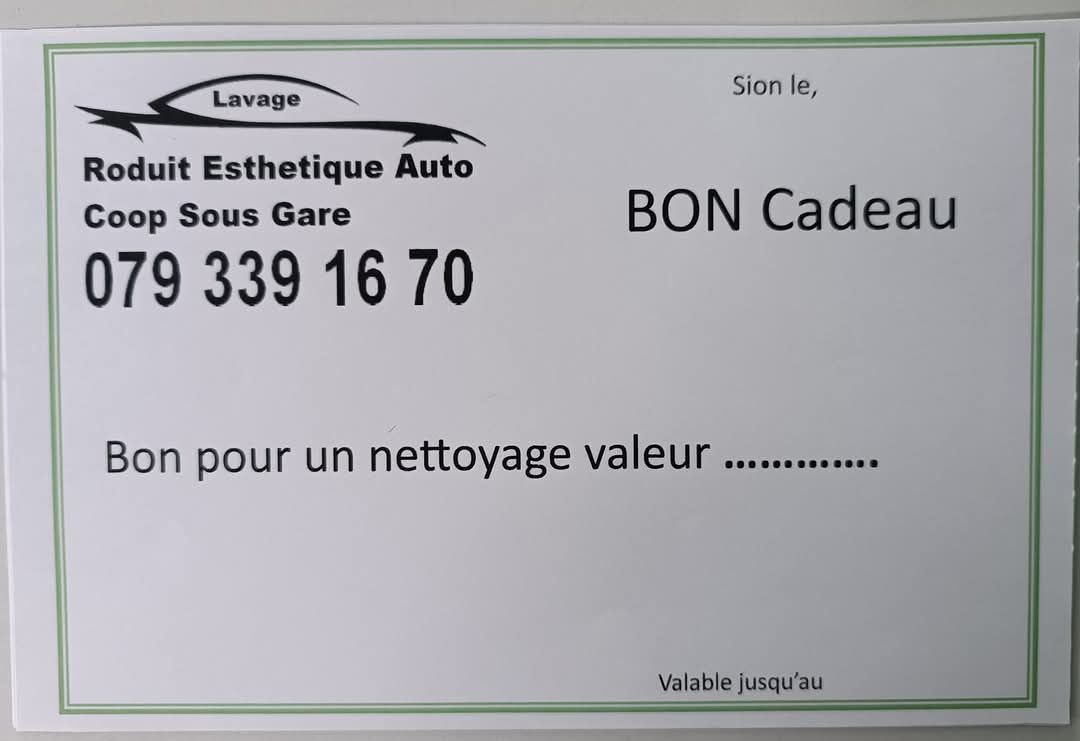 Lavage
Roduit Esthetique Auto
Coop Sous Gare
079 339 16 70
Sion le,
BON Cadeau
Bon pour un nettoyage valeur .............
Valable jusqu'au